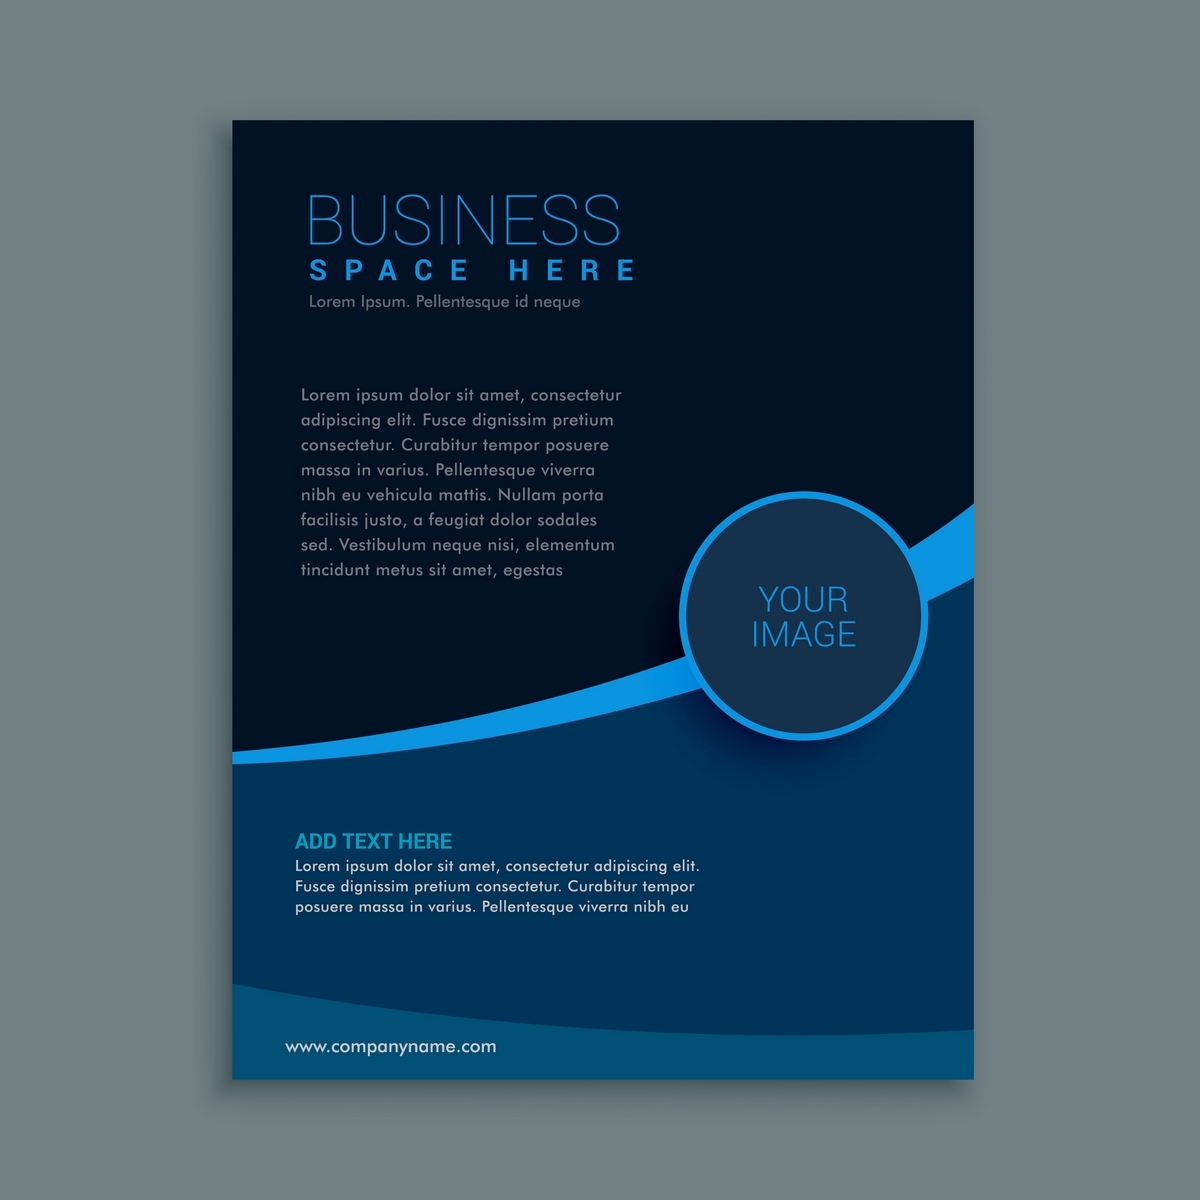 BUSINESS
SPACE HERE
Lorem Ipsum. Pellentesque id neque
Lorem ipsum dolor sit amet, consectetur
adipiscing elit. Fusce dignissim pretium
consectetur. Curabitur tempor posuere
massa in varius. Pellentesque viverra
nibh eu vehicula mattis. Nullam porta
facilisis justo, a feugiat dolor sodales
sed. Vestibulum neque nisi, elementum
tincidunt metus sit amet, egestas
YOUR
IMAGE
ADD TEXT HERE
Lorem ipsum dolor sit amet, consectetur adipiscing elit.
Fusce dignissim pretium consectetur. Curabitur tempor
posuere massa in varius. Pellentesque viverra nibh eu
www.companyname.com